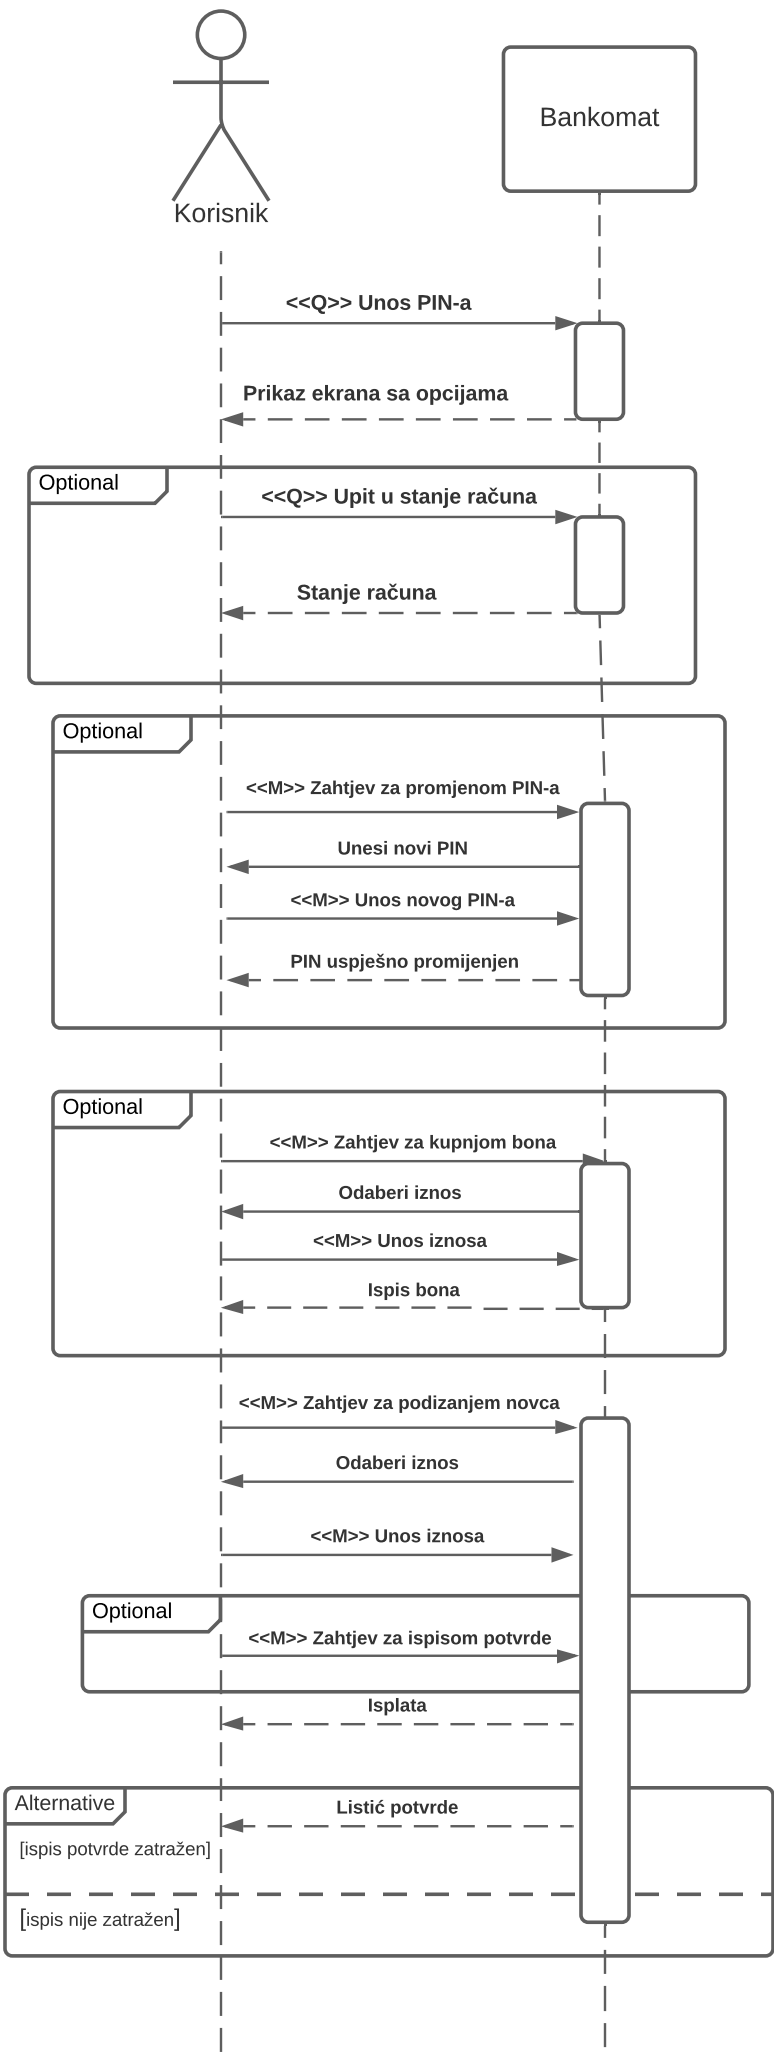 Bankomat
Korisnik
<<Q>> Unos PIN-a
Prikaz ekrana sa opcijama
Optional
<<Q>> Upit u stanje računa
Stanje računa
Optional
<<M>> Zahtjev za promjenom PIN-a
Unesi novi PIN
<<M>> Unos novog PIN-a
PIN uspješno promijenjen
Optional
<<M>> Zahtjev za kupnjom bona
Odaberi iznos
<<M>> Unos iznosa
Ispis bona
<<M>> Zahtjev za podizanjem novca
Odaberi iznos
<<M>> Unos iznosa
Optional
<<M>> Zahtjev za ispisom potvrde
Isplata
Alternative
Listić potvrde
[ispis potvrde zatražen]
[ispis nije zatražen]